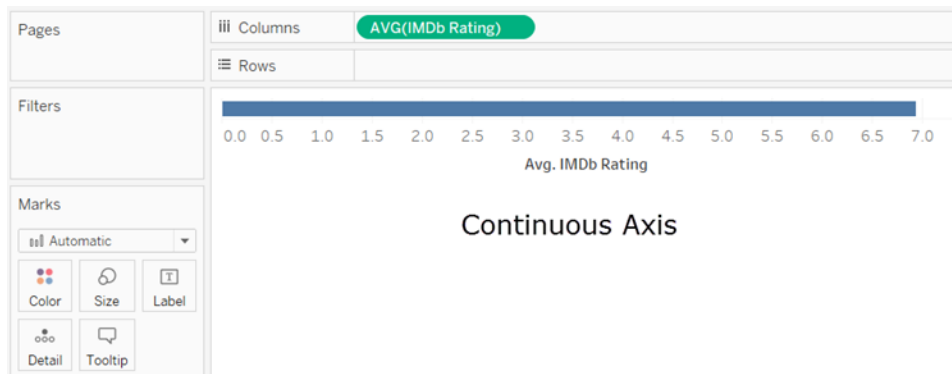 Pages
Columns
AVG(IMDb Rating)
Rows
Filters
0.0 0.5 1.0 1.5 2.0 2.5 3.0 3.5 4.0 4.5 5.0 5.5 6.0 6.5 7.0
Avg. IMDb Rating
Continuous Axis
Marks
Automatic
Color Size Label
Detail Tooltip